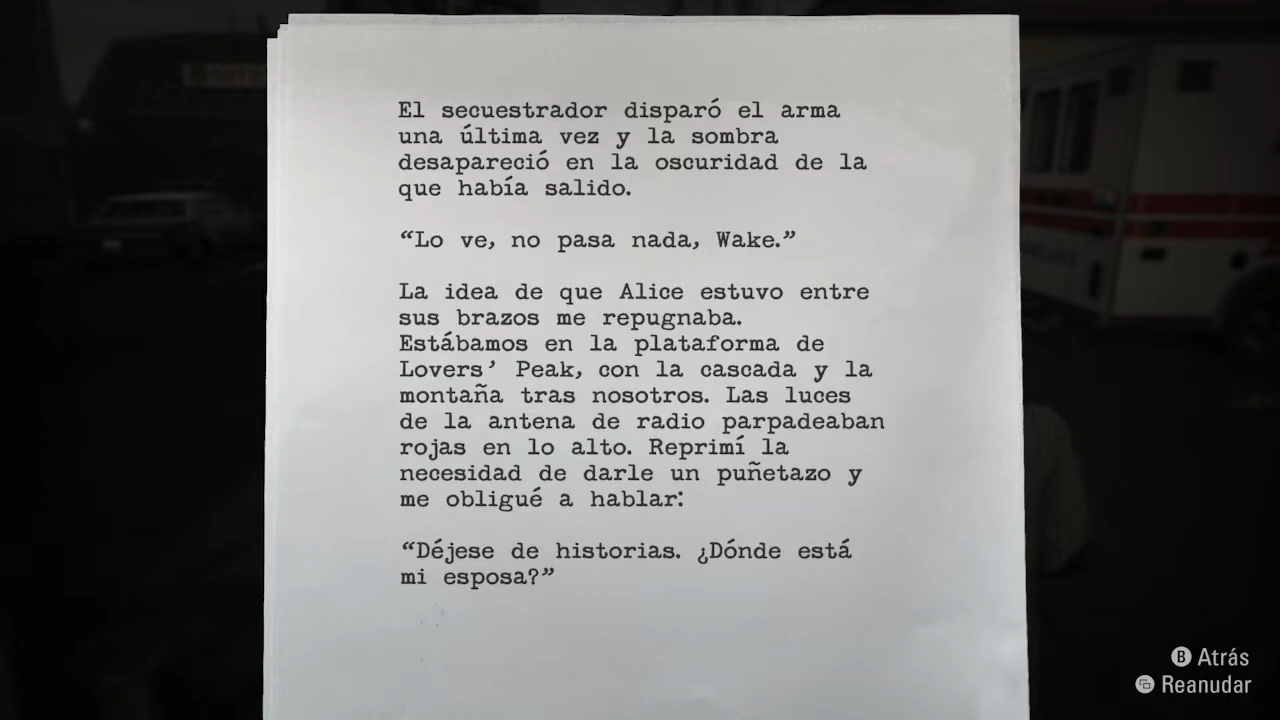 El secuestrador disparó el arma
una última vez y la sombra
desapareció en la oscuridad de la
que había salido.
“Lo ve, no pasa nada, Wake.”
La idea de que Alice estuvo entre
sus brazos me repugnaba.
Estábamos en la plataforma de
Lovers’ Peak, con la cascada y la
montaña tras nosotros. Las luces
de la antena de radio parpadeaban
rojas en lo alto. Reprimí la
necesidad de darle un puñetazo y
me obligué a hablar:
“Déjese de historias. ¿Dónde está
mi esposa?”
B Atrás
Reanudar